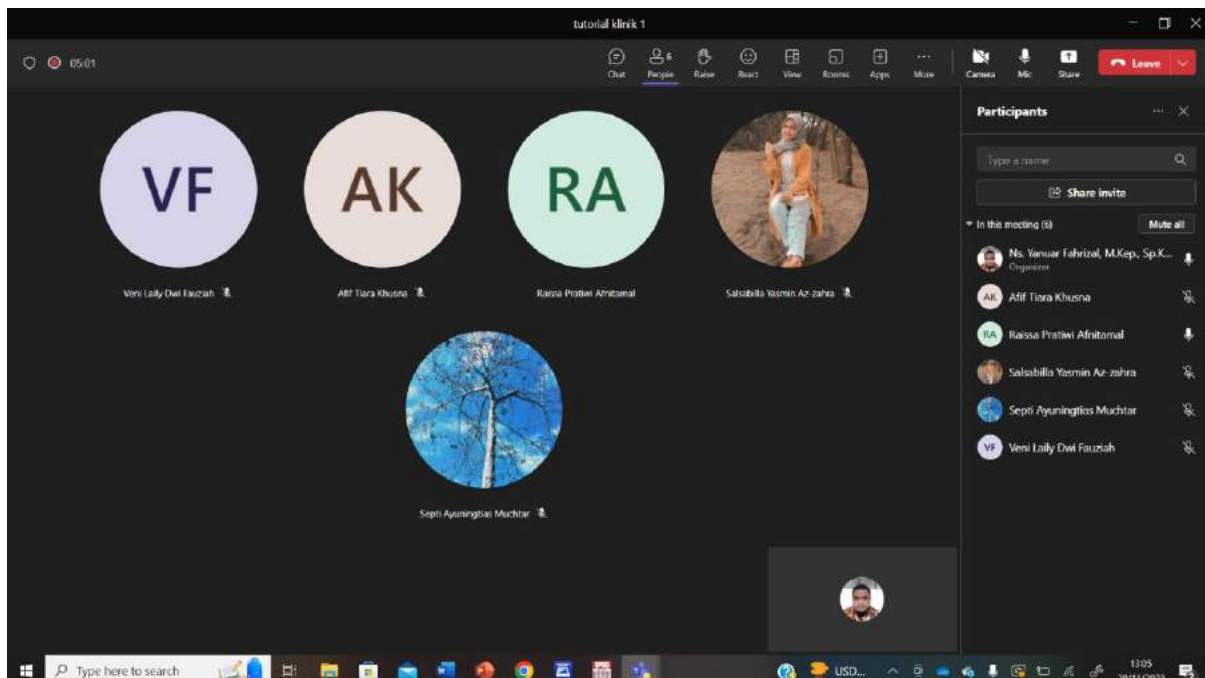 tutorial klinik 1
05:01
6
Chat People Raise React View Rooms Apps More Camera Mic Share Leave
VF AK RA
Veni Laily Dwi Fauziah Afif Tiara Khusna Raissa Pratiwi Afnitamal Salsabilla Yasmin Az-zahra
Septi Ayuningtias Muchtar
Participants
Type a name
Share invite
In this meeting (6) Mute all
Ns. Yanuar Fahrizal, M.Kep., Sp.K...
Organizer
AK Afif Tiara Khusna
RA Raissa Pratiwi Afnitamal
Salsabilla Yasmin Az-zahra
Septi Ayuningtias Muchtar
VF Veni Laily Dwi Fauziah
Type here to search
USD...
13:05